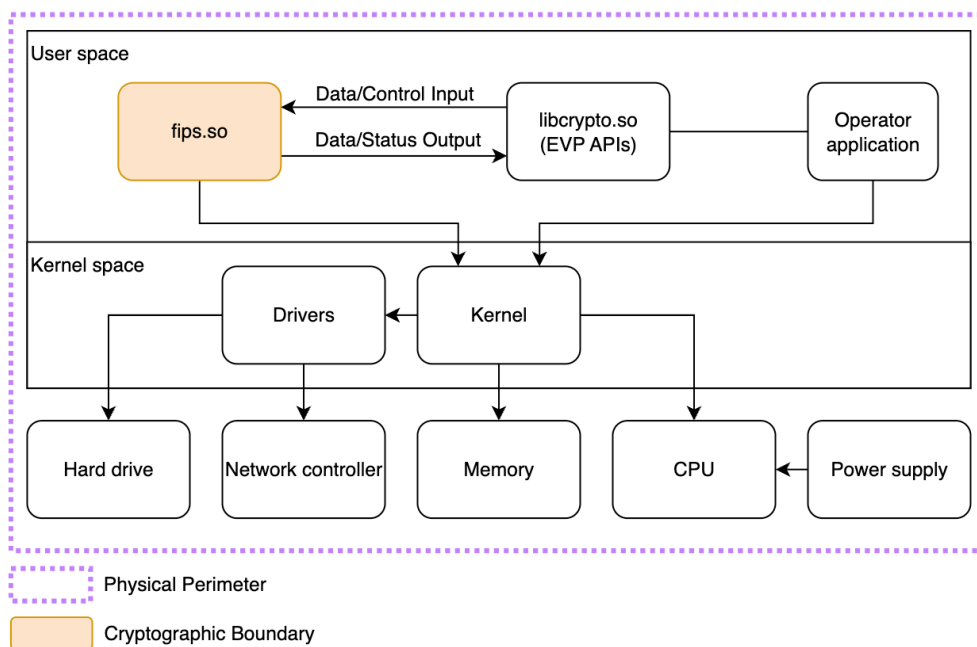 User space
fips.so
Data/Control Input
Data/Status Output
libcrypto.so
(EVP APIs)
Operator
application
Kernel space
Drivers
Kernel
Hard drive
Network controller
Memory
CPU
Power supply
Physical Perimeter
Cryptographic Boundary